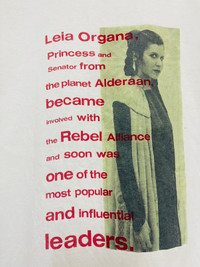 Leia Organa,
Princess and
Senator from
the planet Alderaan,
became
involved with
the Rebel Alliance
and soon was
one of the
most popular
and influential
leaders.